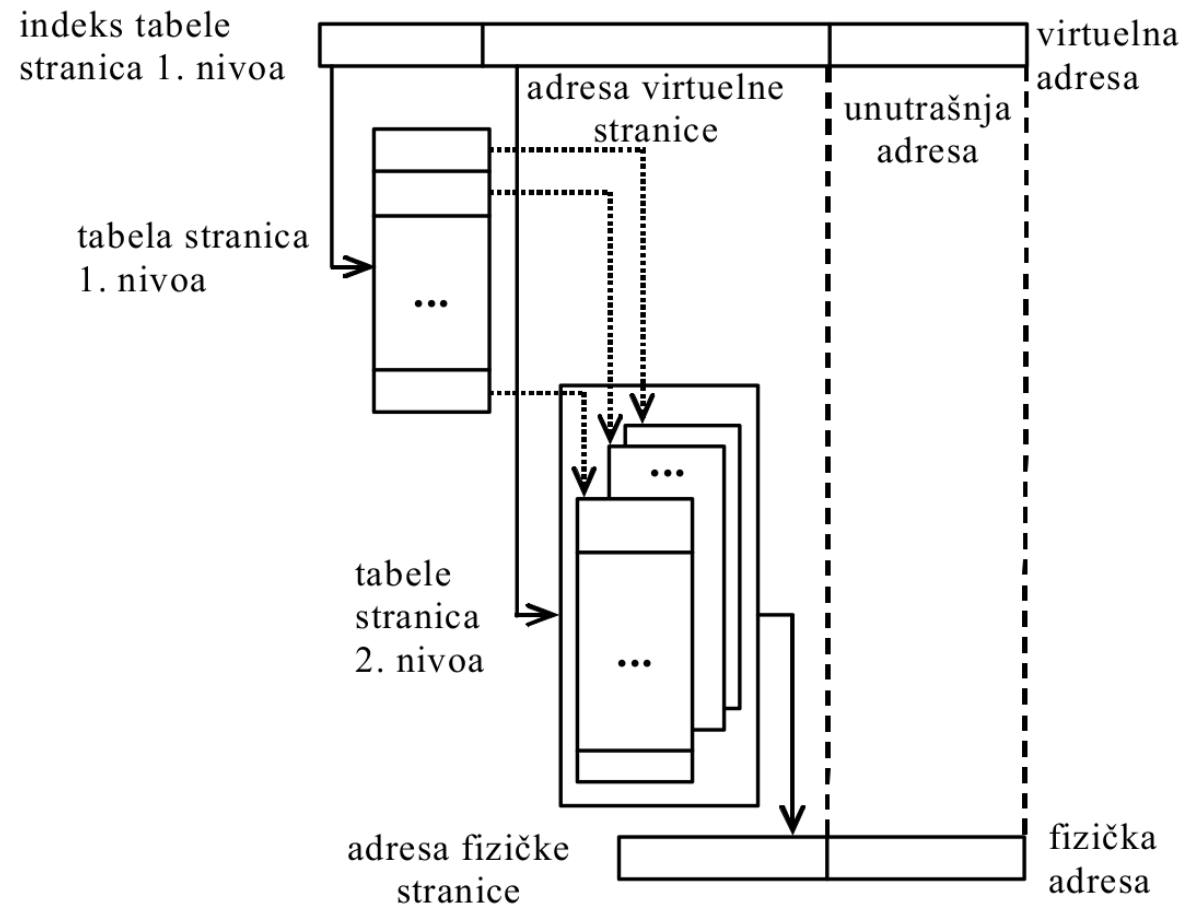 indeks tabele
stranica 1. nivoa
virtuelna
adresa
adresa virtuelne
stranice
unutrašnja
adresa
tabela stranica
1. nivoa
...
...
tabele
stranica
2. nivoa
...
adresa fizičke
stranice
fizička
adresa